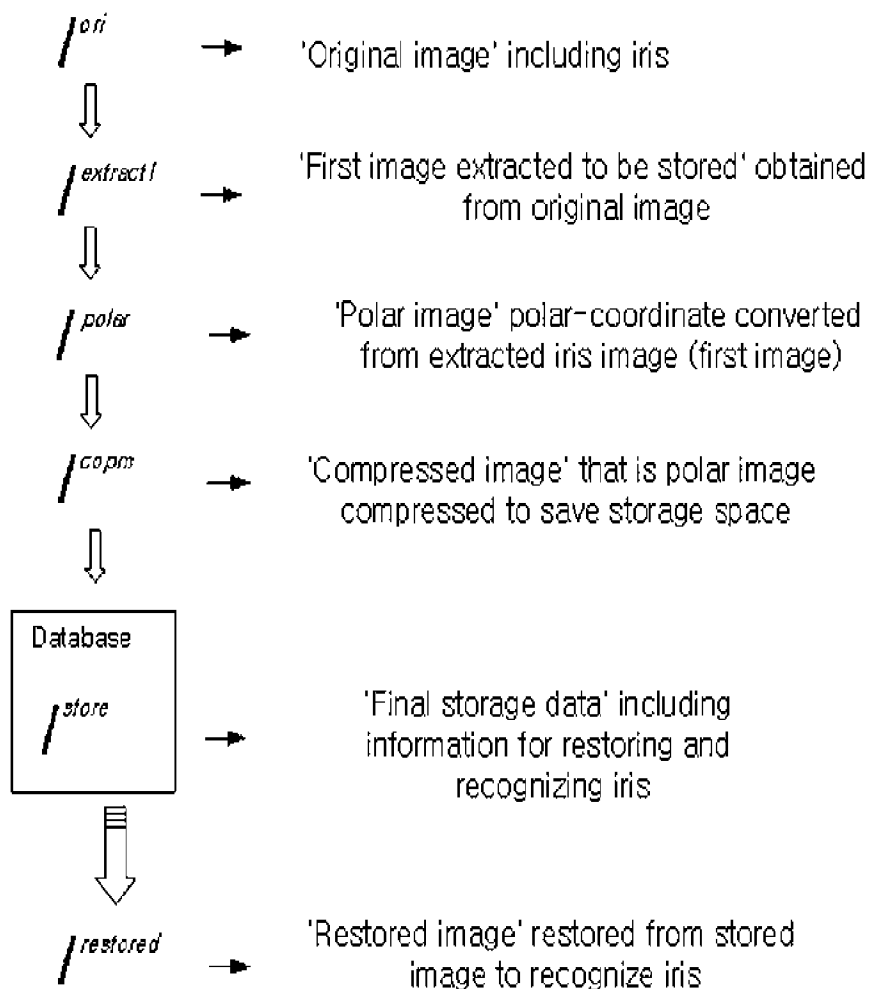 I ori
'Original image' including iris
I extract1
'First image extracted to be stored' obtained
from original image
I polar
'Polar image' polar-coordinate converted
from extracted iris image (first image)
I copm
'Compressed image' that is polar image
compressed to save storage space
Database
I store
'Final storage data' including
information for restoring and
recognizing iris
I restored
'Restored image' restored from stored
image to recognize iris